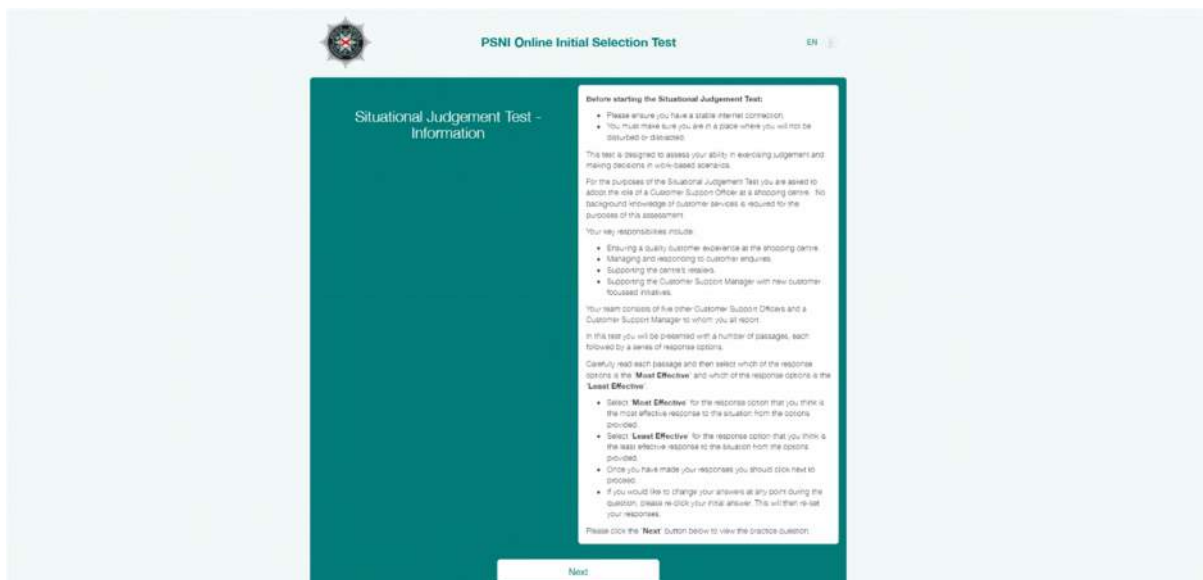 PSNI Online Initial Selection Test
EN
Situational Judgement Test -
Information
Before starting the Situational Judgement Test:
• Please ensure you have a stable internet connection.
• You must make sure you are in a place where you will not be
disturbed or distracted.
This test is designed to assess your ability in exercising judgement and
making decisions in work-based scenarios.
For the purposes of the Situational Judgement Test you are asked to
adopt the role of a Customer Support Officer at a shopping centre. No
background knowledge of customer services is required for the
purposes of this assessment.
Your key responsibilities include:
• Ensuring a quality customer experience at the shopping centre.
• Managing and responding to customer enquires.
• Supporting the centre's retailers.
• Supporting the Customer Support Manager with new customer
focussed initiatives.
Your team consists of five other Customer Support Officers and a
Customer Support Manager to whom you all report.
In this test you will be presented with a number of passages, each
followed by a series of response options.
Carefully read each passage and then select which of the response
options is the 'Most Effective' and which of the response options is the
'Least Effective'.
• Select 'Most Effective' for the response option that you think is
the most effective response to the situation from the options
provided.
• Select 'Least Effective' for the response option that you think is
the least effective response to the situation from the options
provided.
• Once you have made your responses you should click next to
proceed.
• If you would like to change your answers at any point during the
question, please re-click your initial answer. This will then re-set
your responses.
Please click the 'Next' button below to view the practice question.
Next